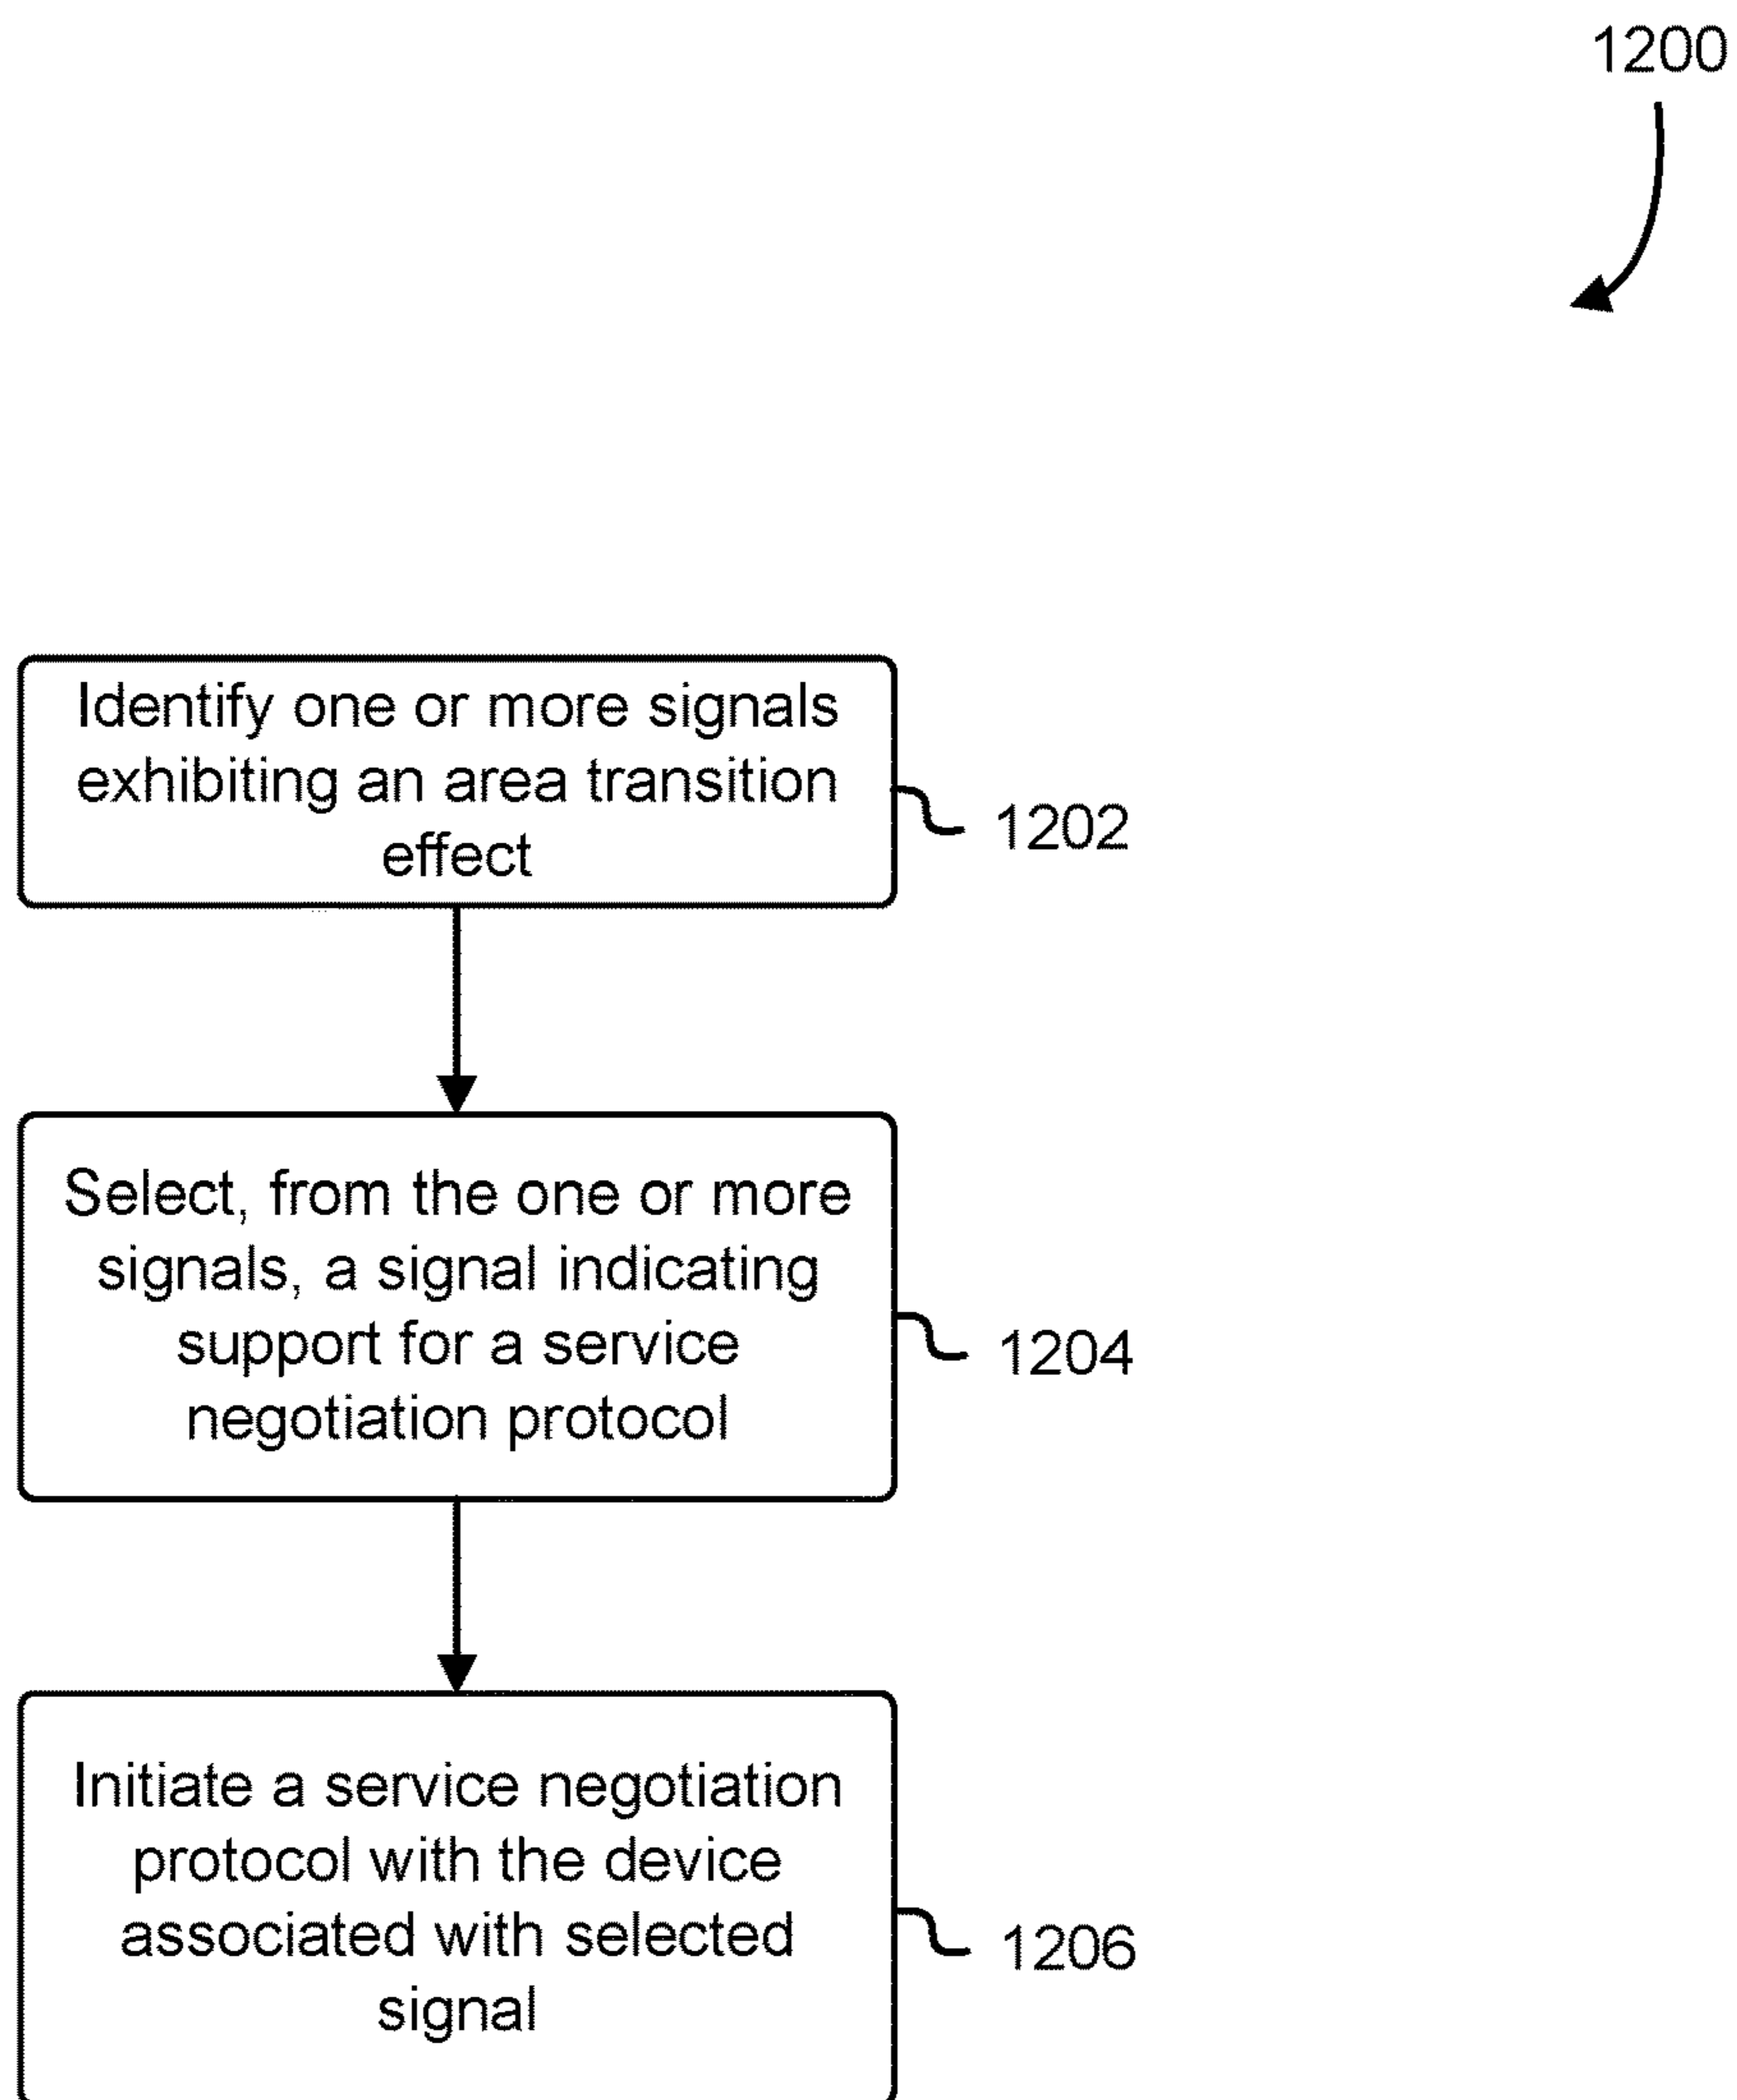 1200
Identify one or more signals
exhibiting an area transition
effect
1202
Select, from the one or more
signals, a signal indicating
support for a service
negotiation protocol
1204
Initiate a service negotiation
protocol with the device
associated with selected
signal
1206